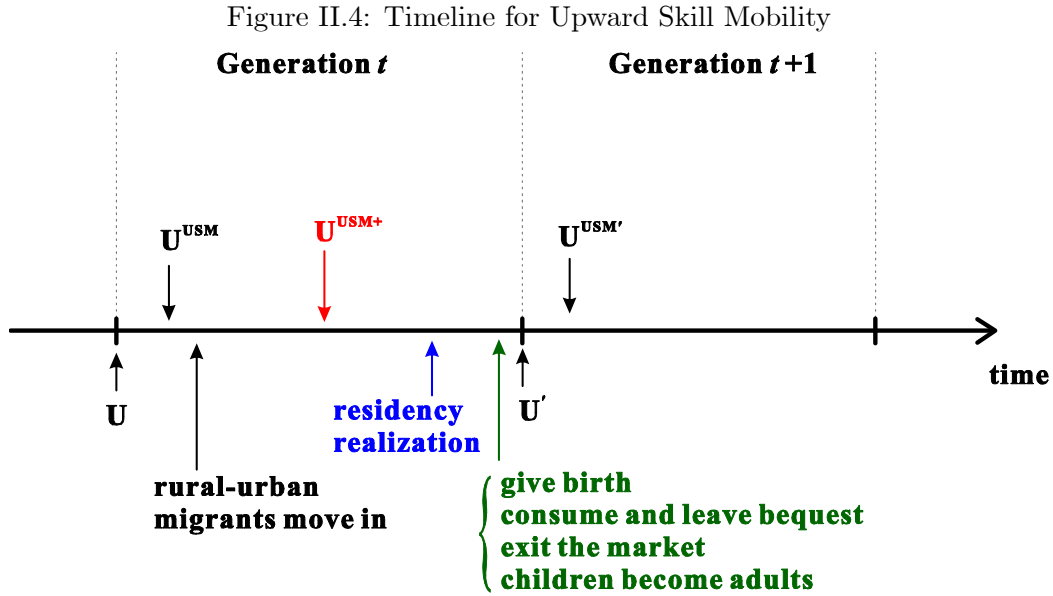 Figure II.4: Timeline for Upward Skill Mobility
Generation t
Generation t+1
U^USM
U^USM+
U^USM′
time
U
residency
realization
U′
rural-urban
migrants move in
give birth
consume and leave bequest
exit the market
children become adults